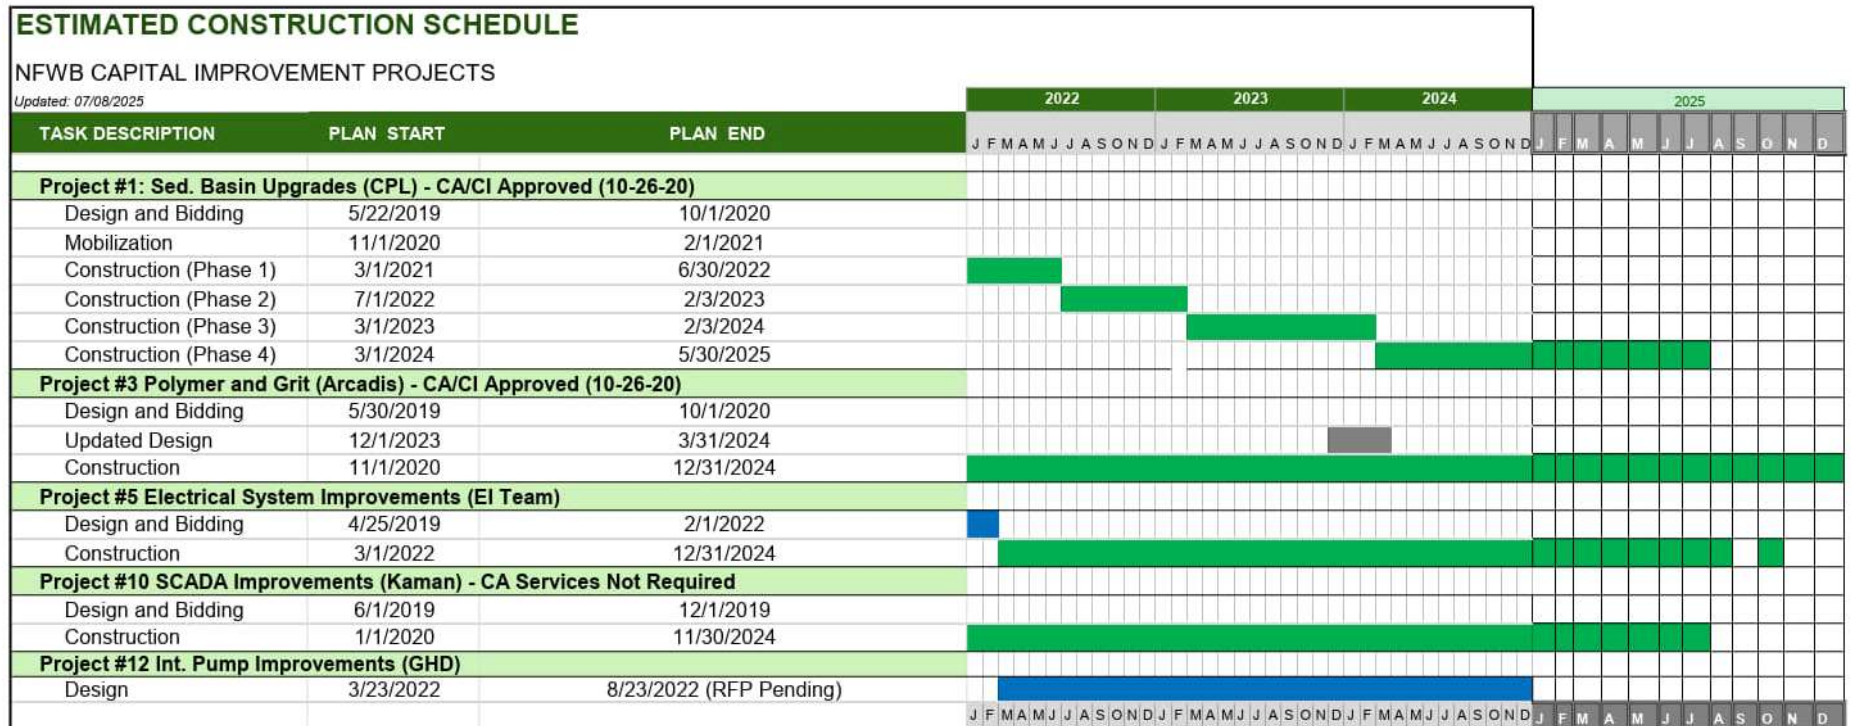 ESTIMATED CONSTRUCTION SCHEDULE
NFWB CAPITAL IMPROVEMENT PROJECTS
Updated: 07/08/2025
2022 2023 2024 2025
TASK DESCRIPTION PLAN START PLAN END
J F M A M J J A S O N D J F M A M J J A S O N D J F M A M J J A S O N D J F M A M J J A S O N D
Project #1: Sed. Basin Upgrades (CPL) - CA/CI Approved (10-26-20)
Design and Bidding 5/22/2019 10/1/2020
Mobilization 11/1/2020 2/1/2021
Construction (Phase 1) 3/1/2021 6/30/2022
Construction (Phase 2) 7/1/2022 2/3/2023
Construction (Phase 3) 3/1/2023 2/3/2024
Construction (Phase 4) 3/1/2024 5/30/2025
Project #3 Polymer and Grit (Arcadis) - CA/CI Approved (10-26-20)
Design and Bidding 5/30/2019 10/1/2020
Updated Design 12/1/2023 3/31/2024
Construction 11/1/2020 12/31/2024
Project #5 Electrical System Improvements (EI Team)
Design and Bidding 4/25/2019 2/1/2022
Construction 3/1/2022 12/31/2024
Project #10 SCADA Improvements (Kaman) - CA Services Not Required
Design and Bidding 6/1/2019 12/1/2019
Construction 1/1/2020 11/30/2024
Project #12 Int. Pump Improvements (GHD)
Design 3/23/2022 8/23/2022 (RFP Pending)
J F M A M J J A S O N D J F M A M J J A S O N D J F M A M J J A S O N D J F M A M J J A S O N D